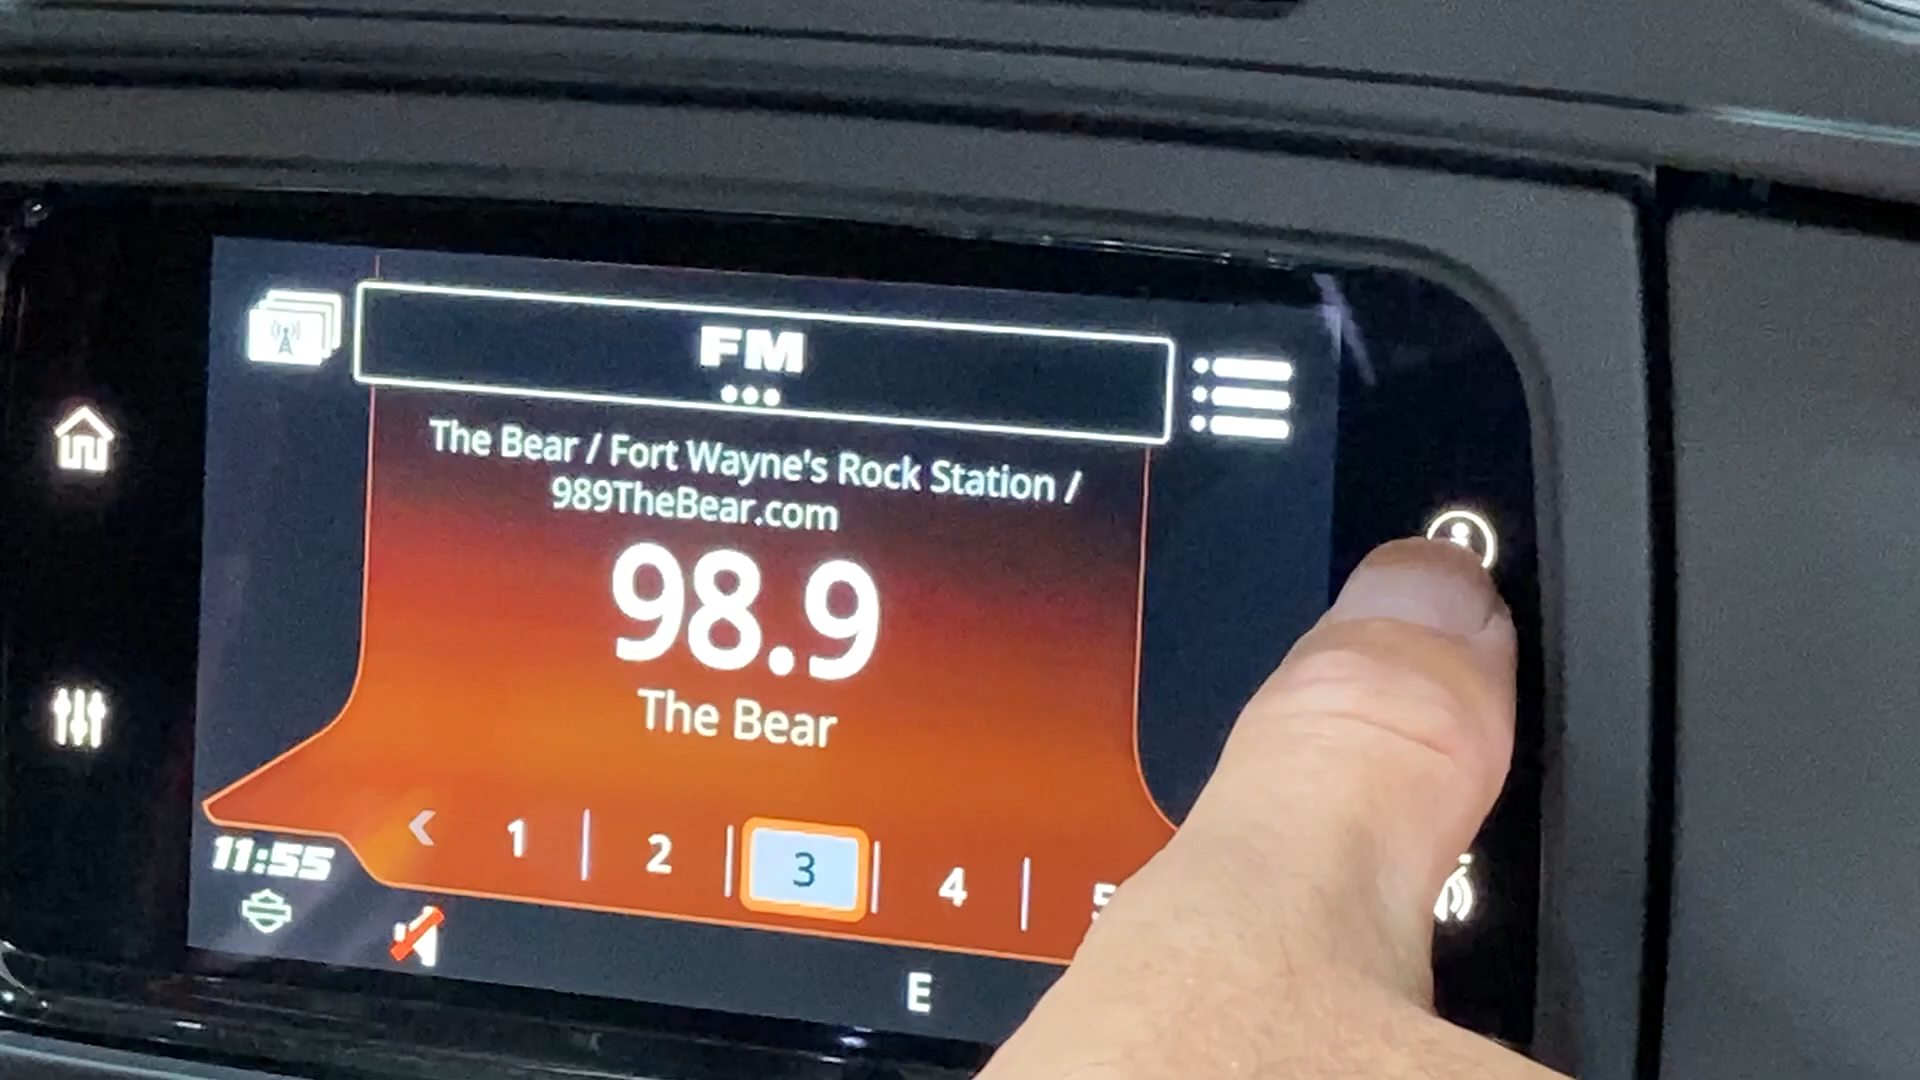 FM
The Bear / Fort Wayne's Rock Station /
989TheBear.com
98.9
The Bear
1 2 3 4 5
11:55
E